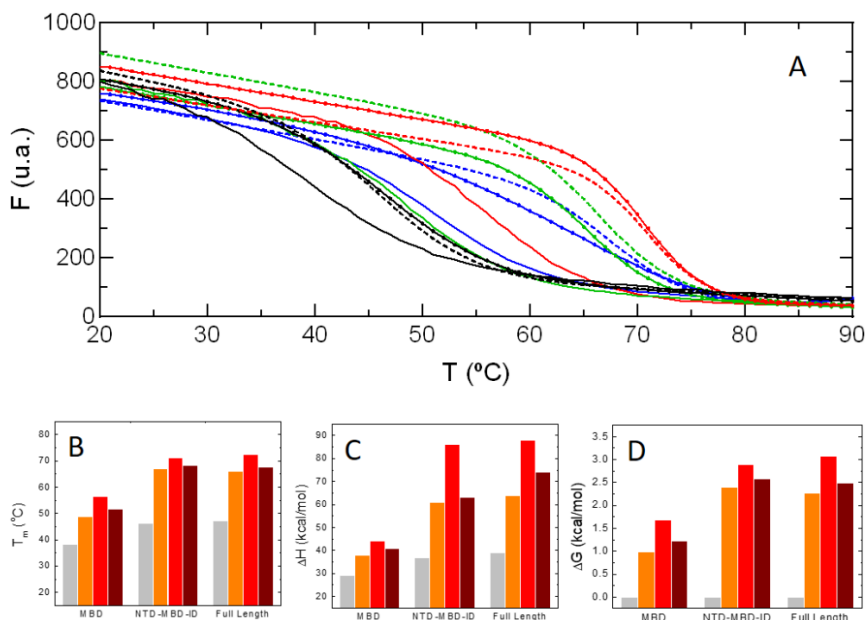 A
F (u.a.)
1000
800
600
400
200
0
20 30 40 50 60 70 80 90
T (ºC)
B
T_m (°C)
80
70
60
50
40
30
20
MBD NTD-MBD-ID Full Length
C
ΔH (kcal/mol)
90
80
70
60
50
40
30
20
MBD NTD-MBD-ID Full Length
D
ΔG (kcal/mol)
3.5
3.0
2.5
2.0
1.5
1.0
0.5
0.0
MBD NTD-MBD-ID Full Length